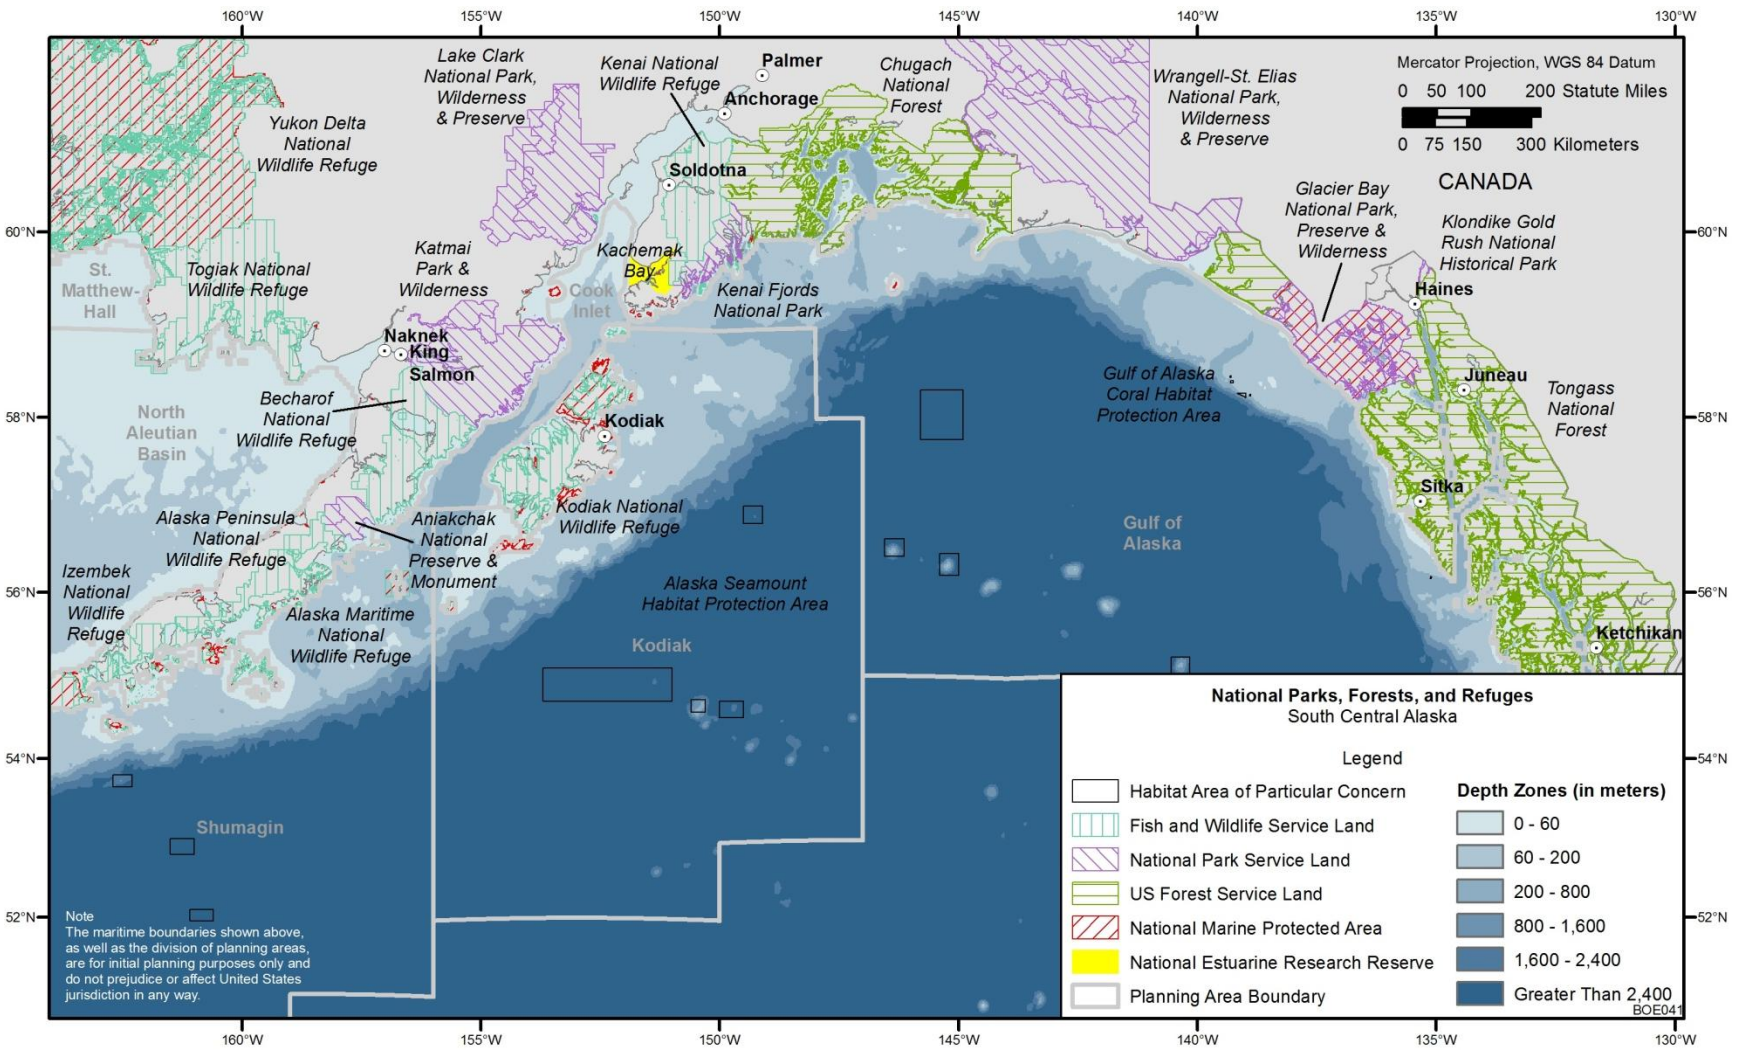 160°W
155°W
150°W
145°W
140°W
135°W
130°W
Lake Clark
National Park,
Wilderness
& Preserve
Kenai National
Wildlife Refuge
Palmer
Anchorage
Chugach
National
Forest
Wrangell-St. Elias
National Park,
Wilderness
& Preserve
Mercator Projection, WGS 84 Datum
0 50 100 200 Statute Miles
0 75 150 300 Kilometers
CANADA
Yukon Delta
National
Wildlife Refuge
Soldotna
Glacier Bay
National Park,
Preserve &
Wilderness
Klondike Gold
Rush National
Historical Park
60°N
60°N
St.
Matthew-
Hall
Togiak National
Wildlife Refuge
Katmai
Park &
Wilderness
Kachemak
Bay
Cook
Inlet
Kenai Fjords
National Park
Haines
Naknek
King
Salmon
Juneau
Gulf of Alaska
Coral Habitat
Protection Area
Tongass
National
Forest
Becharof
National
Wildlife Refuge
58°N
58°N
North
Aleutian
Basin
Kodiak
Sitka
Kodiak National
Wildlife Refuge
Gulf of
Alaska
Alaska Peninsula
National
Wildlife Refuge
Aniakchak
National
Preserve &
Monument
Izembek
National
Wildlife
Refuge
56°N
56°N
Alaska Seamount
Habitat Protection Area
Alaska Maritime
National
Wildlife Refuge
Kodiak
Ketchikan
54°N
54°N
Shumagin
52°N
52°N
Note
The maritime boundaries shown above,
as well as the division of planning areas,
are for initial planning purposes only and
do not prejudice or affect United States
jurisdiction in any way.
National Parks, Forests, and Refuges
South Central Alaska
Legend
Habitat Area of Particular Concern
Fish and Wildlife Service Land
National Park Service Land
US Forest Service Land
National Marine Protected Area
National Estuarine Research Reserve
Planning Area Boundary
Depth Zones (in meters)
0 - 60
60 - 200
200 - 800
800 - 1,600
1,600 - 2,400
Greater Than 2,400
BOE041
160°W
155°W
150°W
145°W
140°W
135°W
130°W